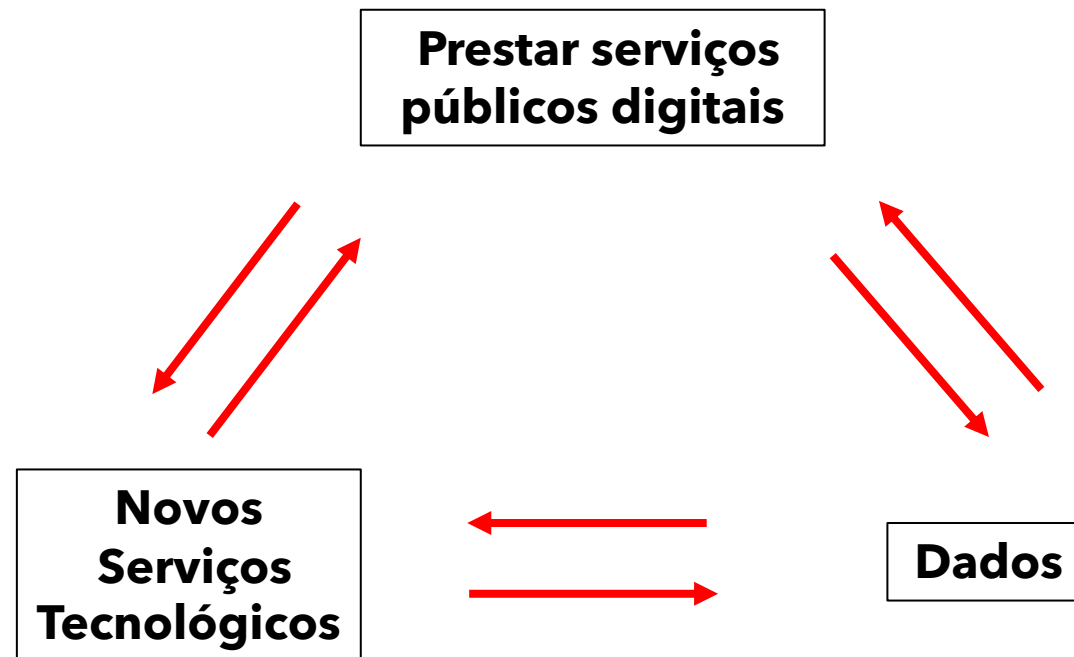 Prestar serviços
públicos digitais
Novos
Serviços
Tecnológicos
Dados